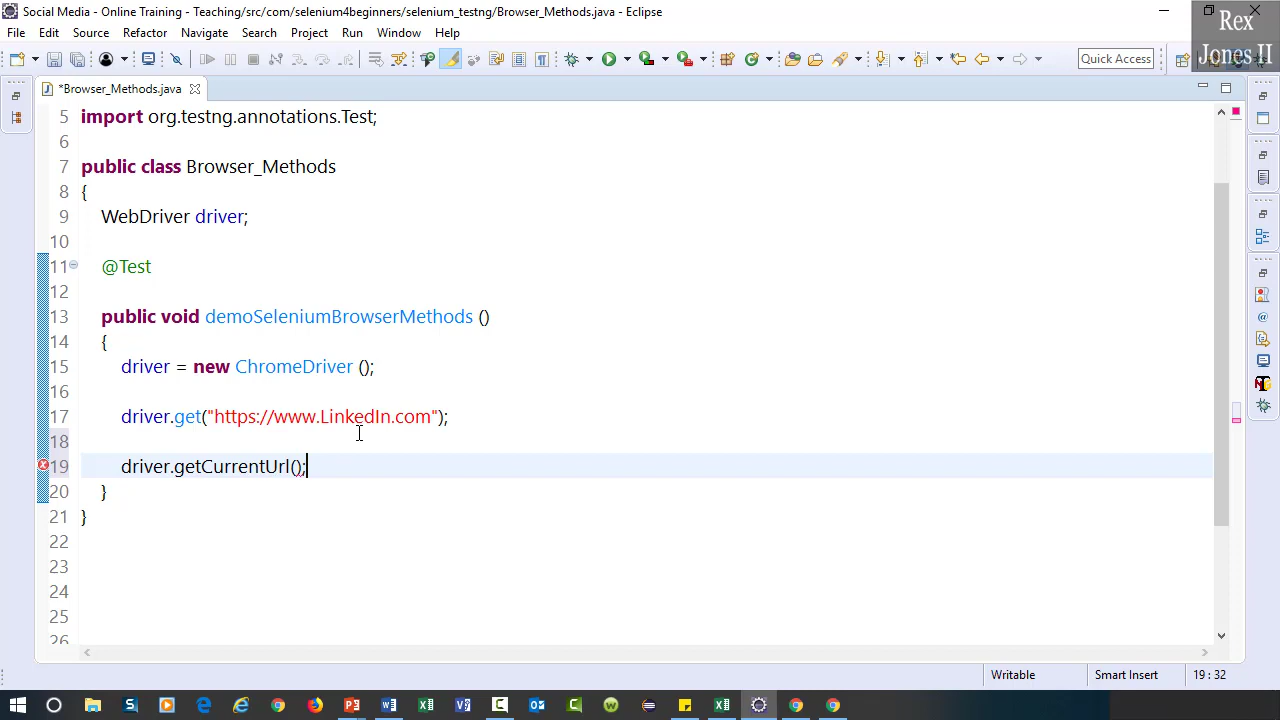 Social Media - Online Training - Teaching/src/com/selenium4beginners/selenium_testng/Browser_Methods.java - Eclipse
Rex
Jones II
File Edit Source Refactor Navigate Search Project Run Window Help
Quick Access
*Browser_Methods.java
5 import org.testng.annotations.Test;
6
7 public class Browser_Methods
8 {
9 WebDriver driver;
10
11 @Test
12
13 public void demoSeleniumBrowserMethods ()
14 {
15 driver = new ChromeDriver ();
16
17 driver.get("https://www.LinkedIn.com");
18
19 driver.getCurrentUrl();
20 }
21 }
22
23
24
25
26
Writable Smart Insert 19 : 32